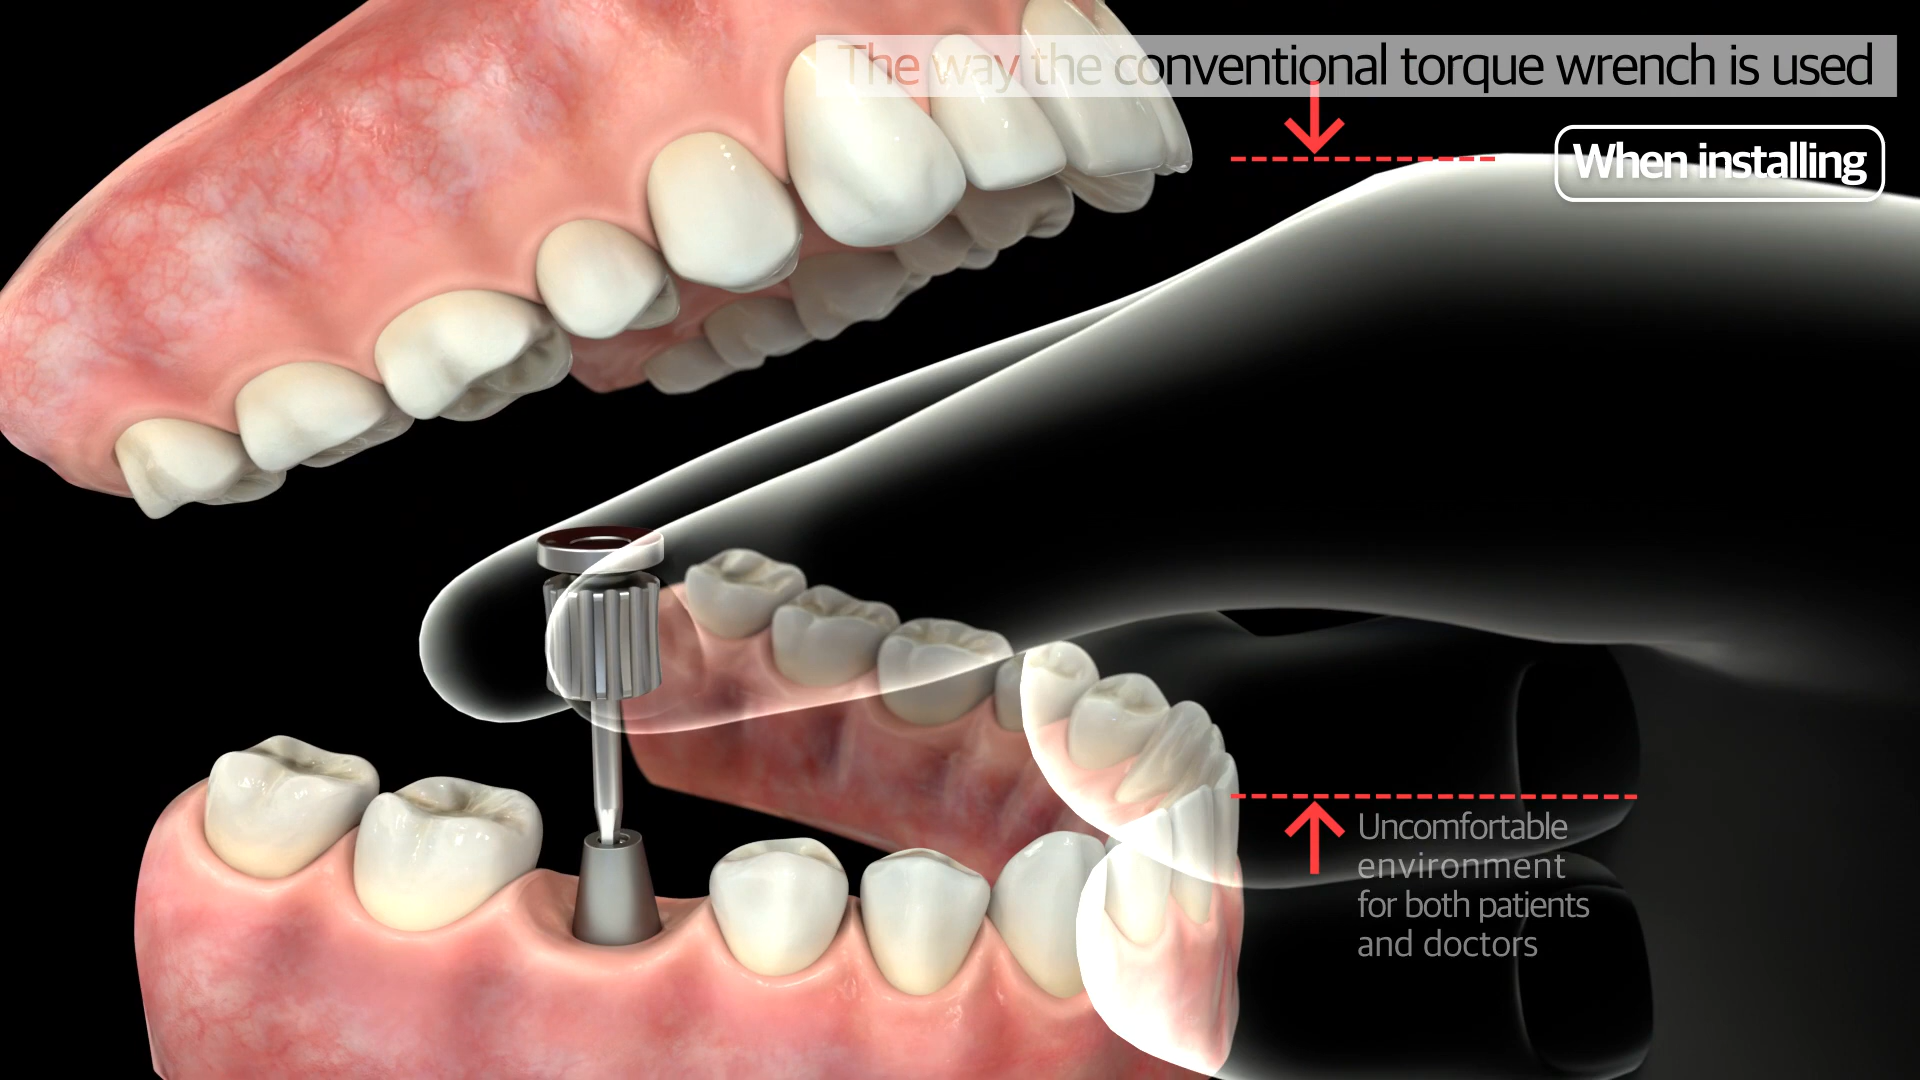 The way the conventional torque wrench is used
When installing
Uncomfortable
environment
for both patients
and doctors